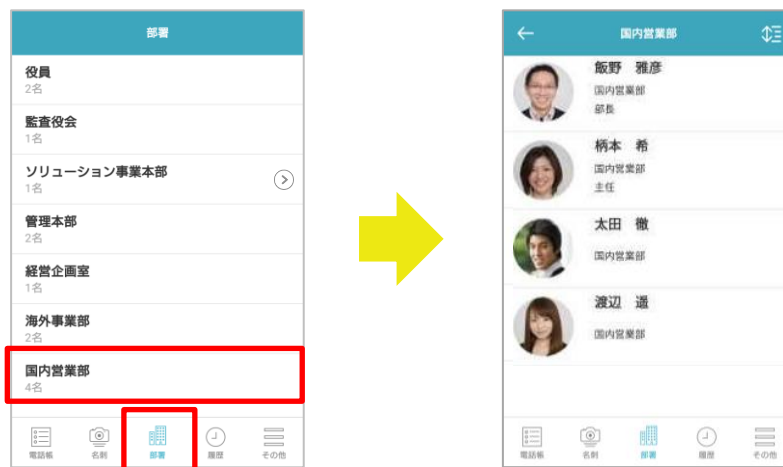 部署
役員
2名
監査役会
1名
ソリューション事業本部
1名
管理本部
2名
経営企画室
1名
海外事業部
2名
国内営業部
4名
電話帳
名刺
部署
履歴
その他
国内営業部
飯野 雅彦
国内営業部
部長
柄本 希
国内営業部
主任
太田 徹
国内営業部
渡辺 遥
国内営業部
電話帳
名刺
部署
履歴
その他